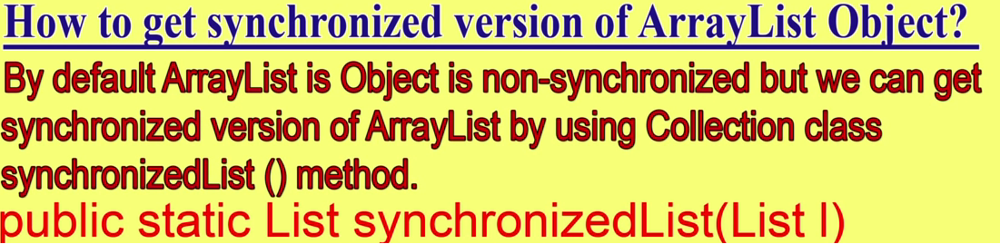 How to get synchronized version of ArrayList Object?
By default ArrayList is Object is non-synchronized but we can get
synchronized version of ArrayList by using Collection class
synchronizedList () method.
public static List synchronizedList(List l)